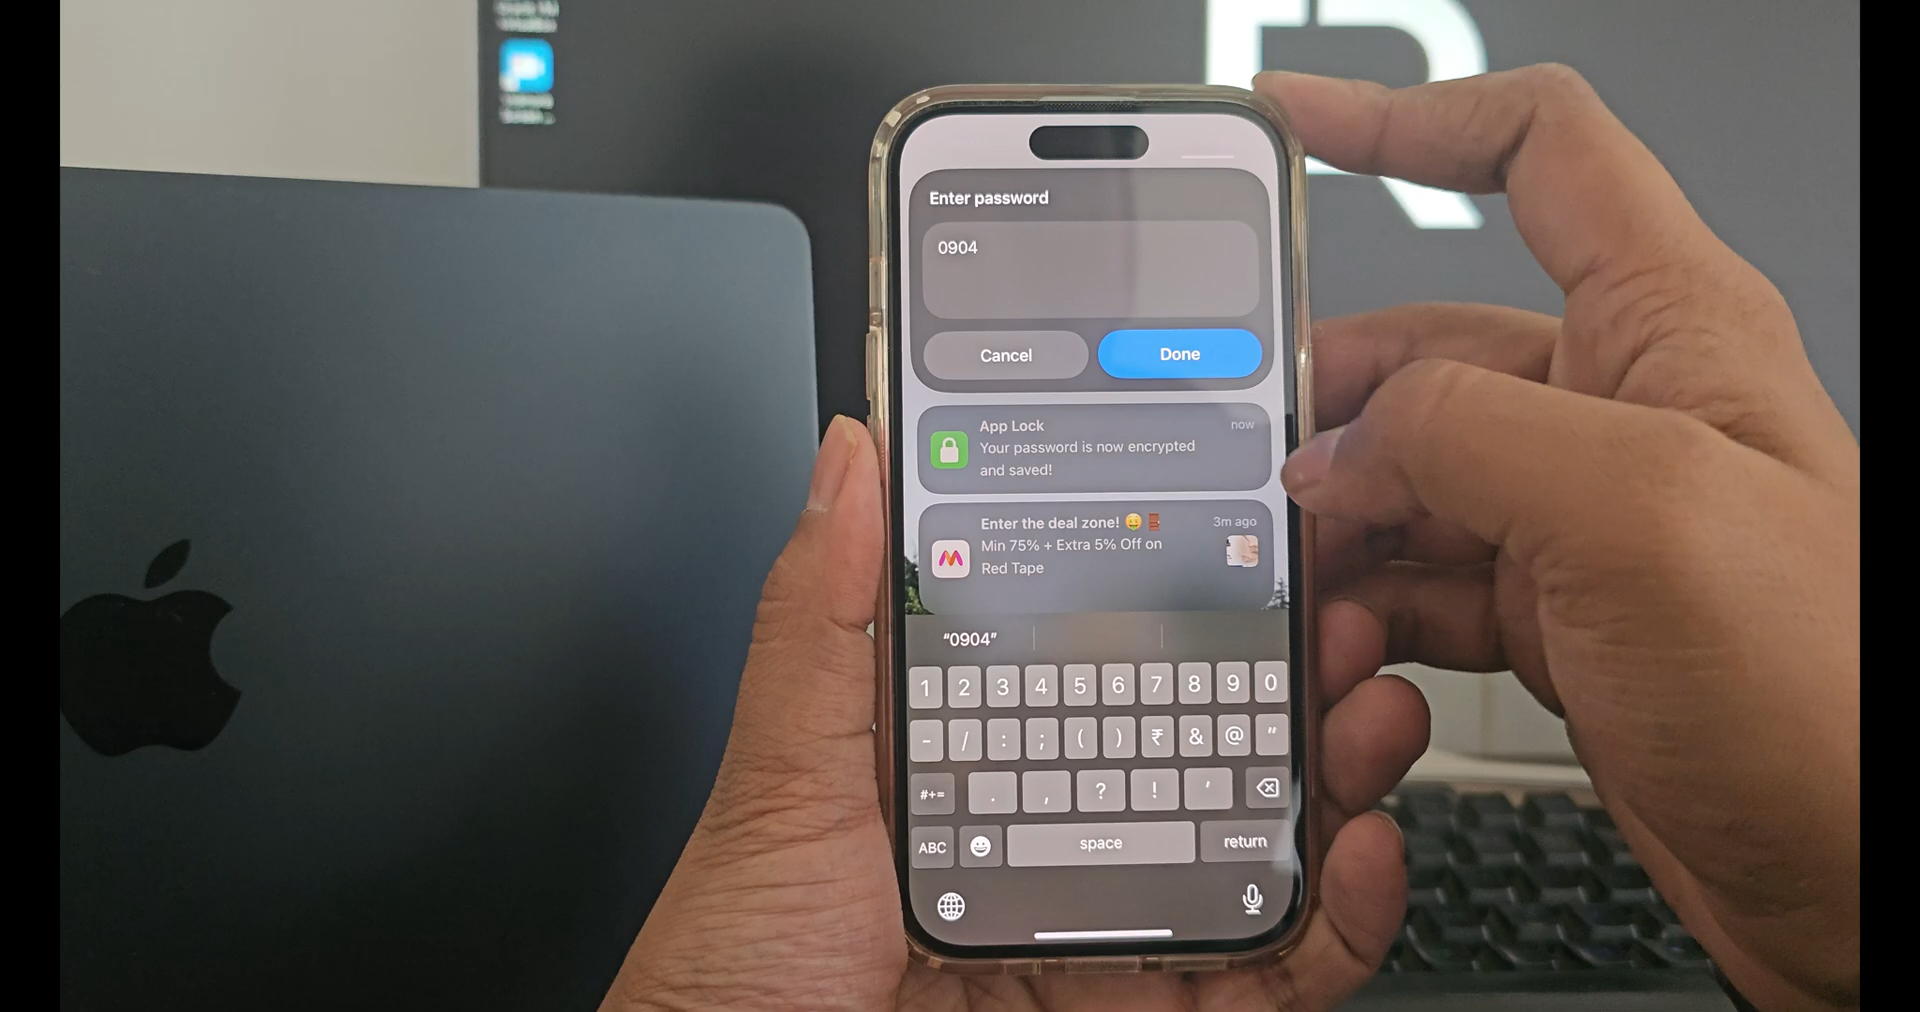 Enter password
0904
Cancel
Done
App Lock
now
Your password is now encrypted
and saved!
Enter the deal zone! 🤑🚪
3m ago
Min 75% + Extra 5% Off on
Red Tape
“0904”
1 2 3 4 5 6 7 8 9 0
- / : ; ( ) ₹ & @ "
#+= . , ? ! '
ABC space return